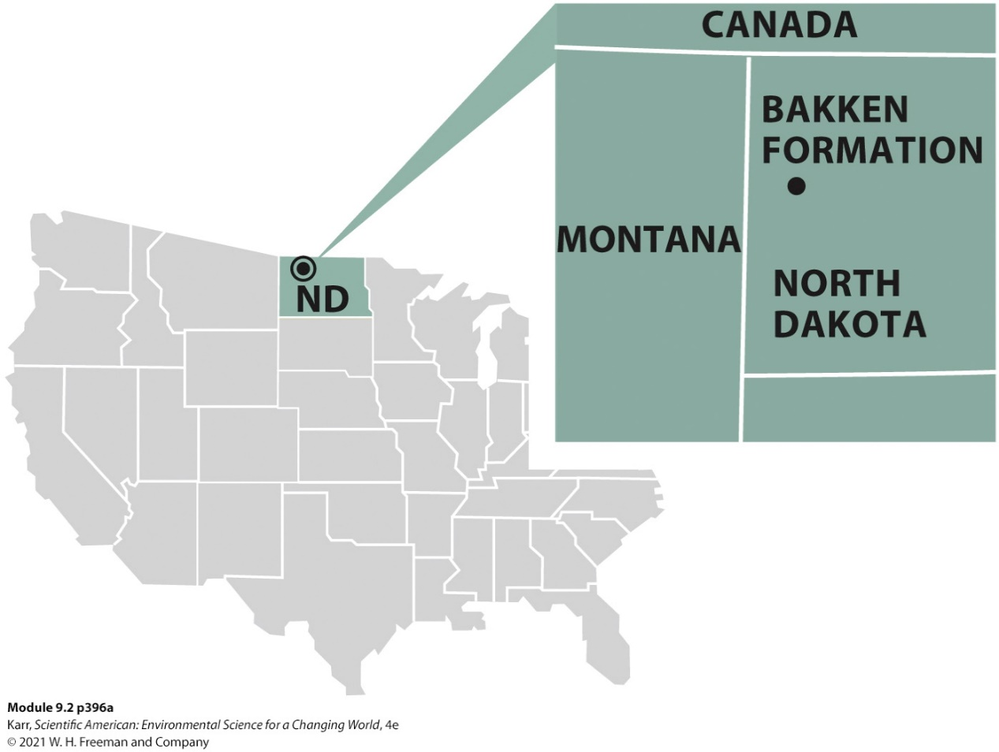 CANADA
BAKKEN
FORMATION
MONTANA
NORTH
DAKOTA
ND
Module 9.2 p396a
Karr, Scientific American: Environmental Science for a Changing World, 4e
© 2021 W. H. Freeman and Company